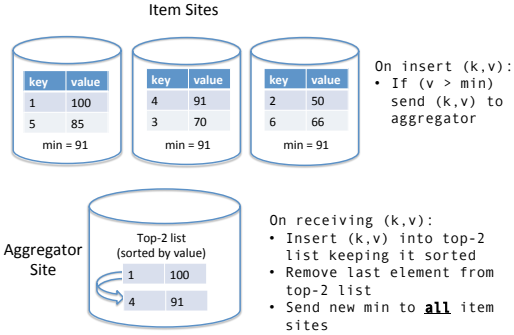 Item Sites
key value
1 100
5 85
min = 91
key value
4 91
3 70
min = 91
key value
2 50
6 66
min = 91
On insert (k,v):
• If (v > min)
send (k,v) to
aggregator
Aggregator
Site
Top-2 list
(sorted by value)
1 100
4 91
On receiving (k,v):
• Insert (k,v) into top-2
list keeping it sorted
• Remove last element from
top-2 list
• Send new min to all item
sites